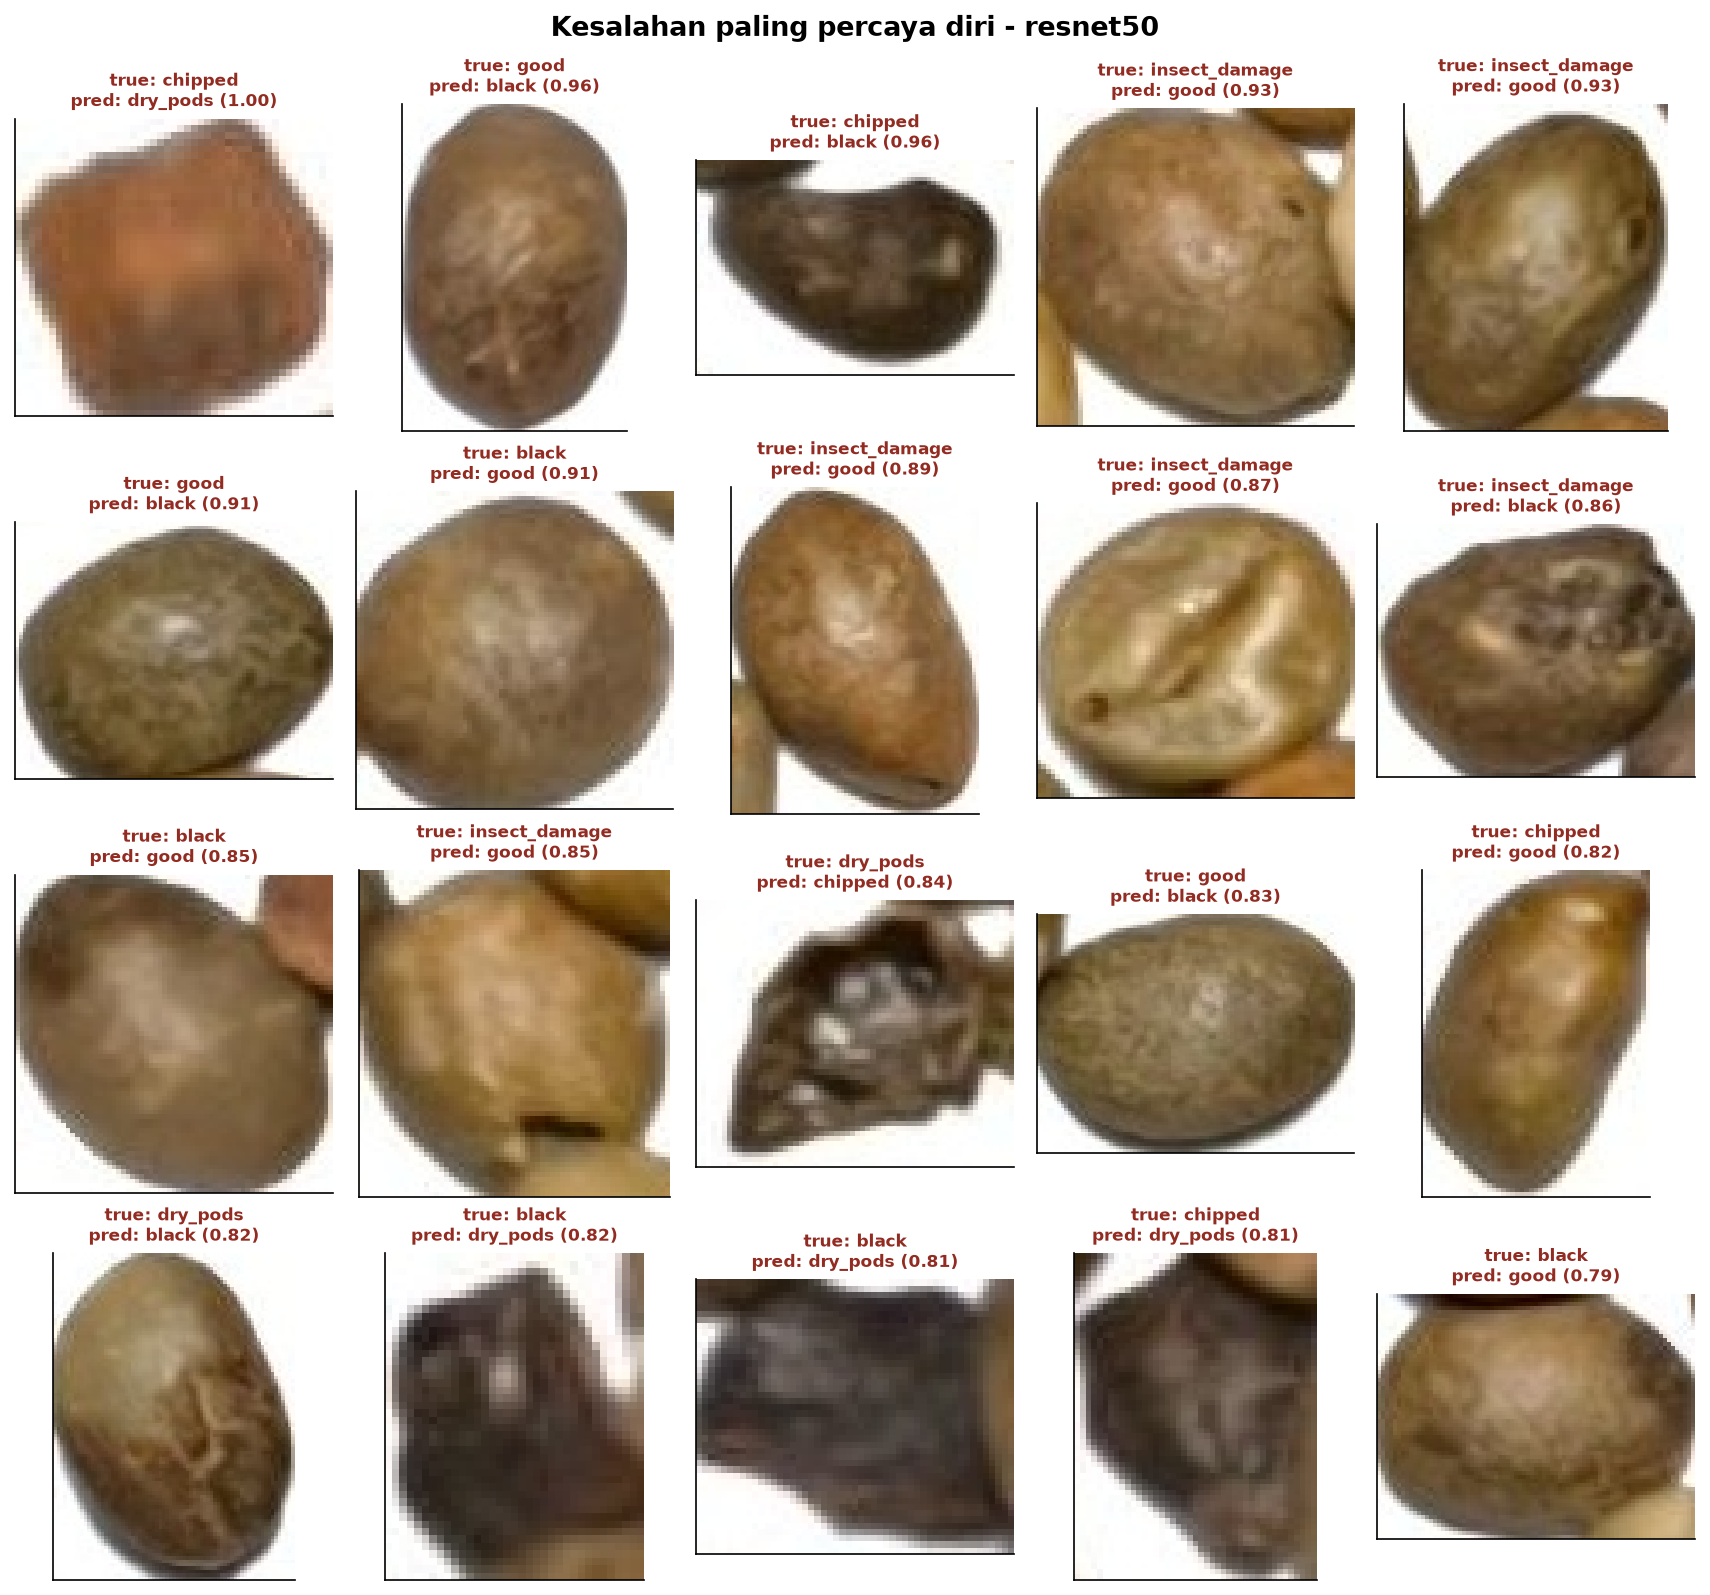 Kesalahan paling percaya diri - resnet50
true: chipped
pred: dry_pods (1.00)
true: good
pred: black (0.96)
true: chipped
pred: black (0.96)
true: insect_damage
pred: good (0.93)
true: insect_damage
pred: good (0.93)
true: good
pred: black (0.91)
true: black
pred: good (0.91)
true: insect_damage
pred: good (0.89)
true: insect_damage
pred: good (0.87)
true: insect_damage
pred: black (0.86)
true: black
pred: good (0.85)
true: insect_damage
pred: good (0.85)
true: dry_pods
pred: chipped (0.84)
true: good
pred: black (0.83)
true: chipped
pred: good (0.82)
true: dry_pods
pred: black (0.82)
true: black
pred: dry_pods (0.82)
true: black
pred: dry_pods (0.81)
true: chipped
pred: dry_pods (0.81)
true: black
pred: good (0.79)